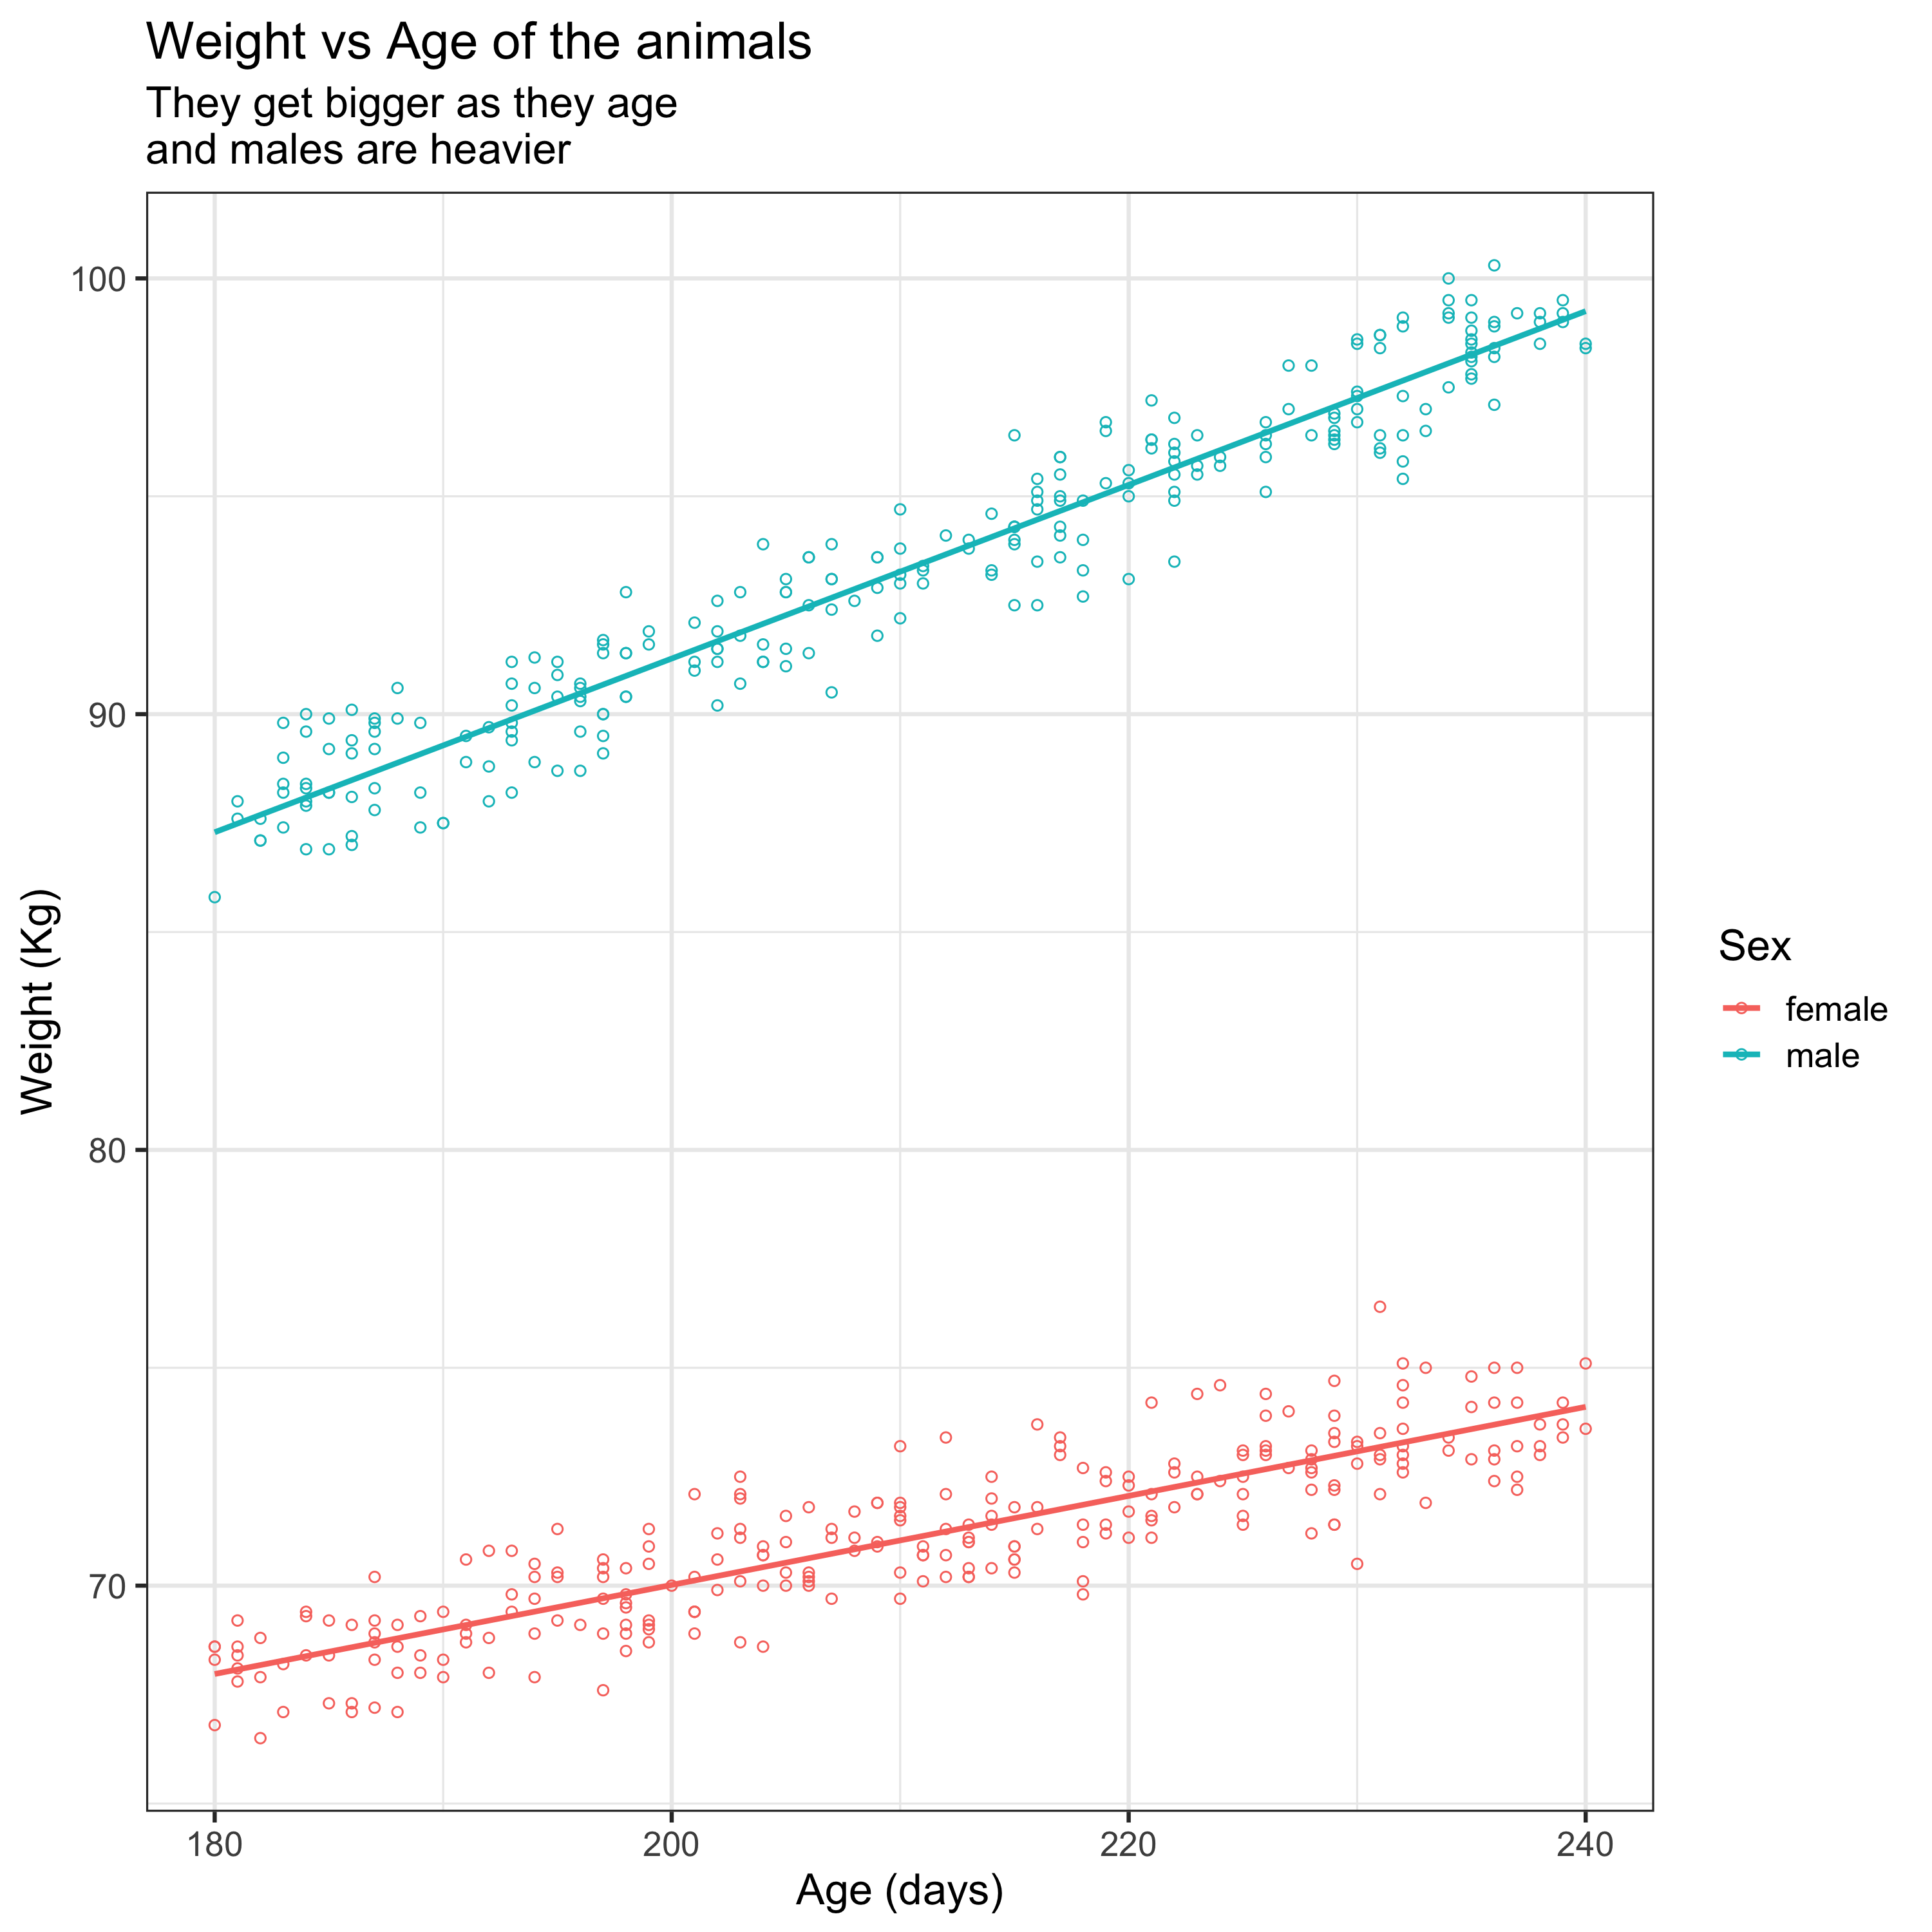 Weight vs Age of the animals
They get bigger as they age
and males are heavier
100
90
80
70
Weight (Kg)
180
200
220
240
Age (days)
Sex
female
male